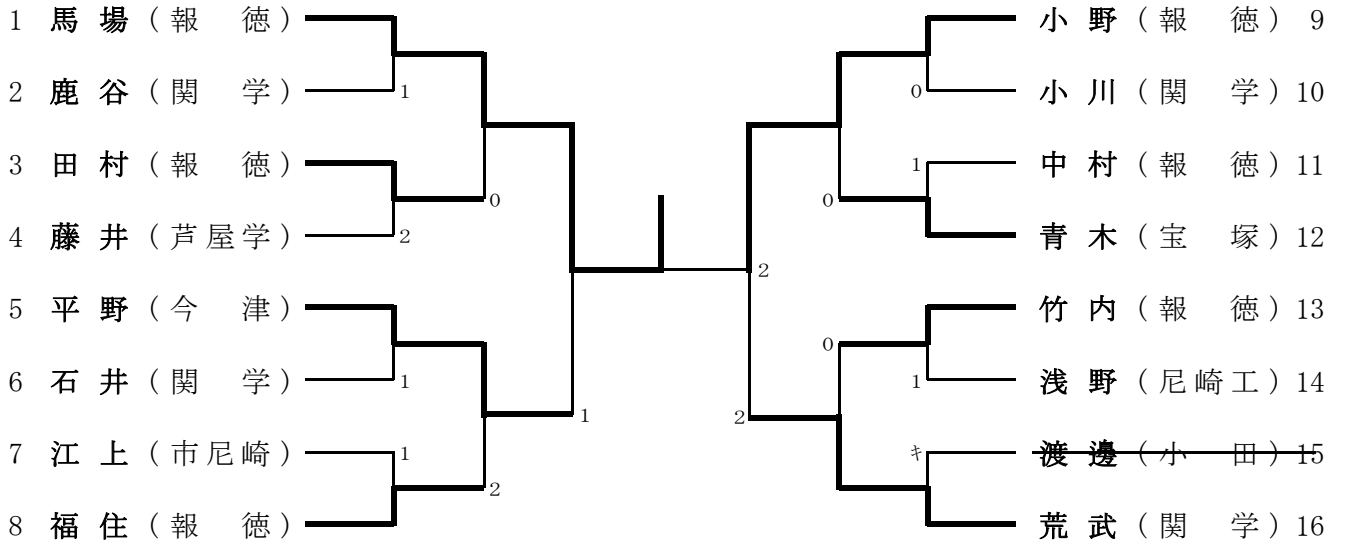 1 馬 場 ( 報 徳 )
2 鹿 谷 ( 関 学 ) 1
3 田 村 ( 報 徳 )
0
4 藤 井 ( 芦 屋 学 ) 2
5 平 野 ( 今 津 )
6 石 井 ( 関 学 ) 1
1
7 江 上 ( 市 尼 崎 ) 1
2
8 福 住 ( 報 徳 )
2
小 野 ( 報 徳 ) 9
0 小 川 ( 関 学 ) 10
1 中 村 ( 報 徳 ) 11
0
青 木 ( 宝 塚 ) 12
竹 内 ( 報 徳 ) 13
0
1 浅 野 ( 尼 崎 工 ) 14
2
キ 渡 邊 ( 小 田 ) 15
荒 武 ( 関 学 ) 16